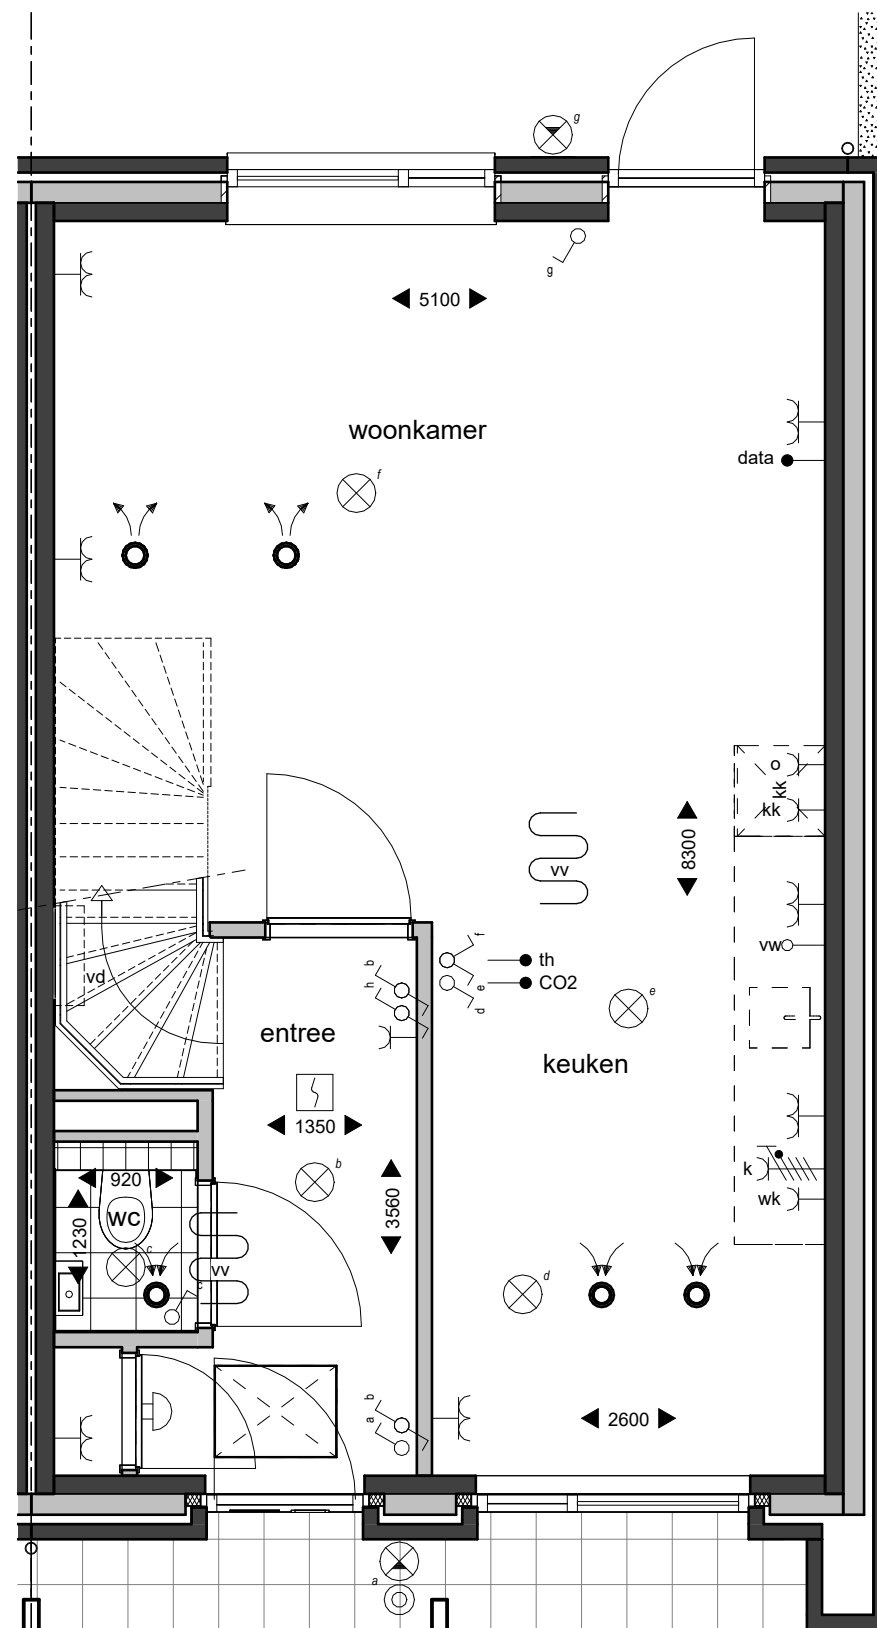 g
g
5100
woonkamer
data
f
o
kk
kk
8300
vv
vw
f
b
th
vd
h
e
CO2
d
e
entree
keuken
1350
k
920
b
wk
3560
WC
1230
c
vv
c
d
b
a
2600
a